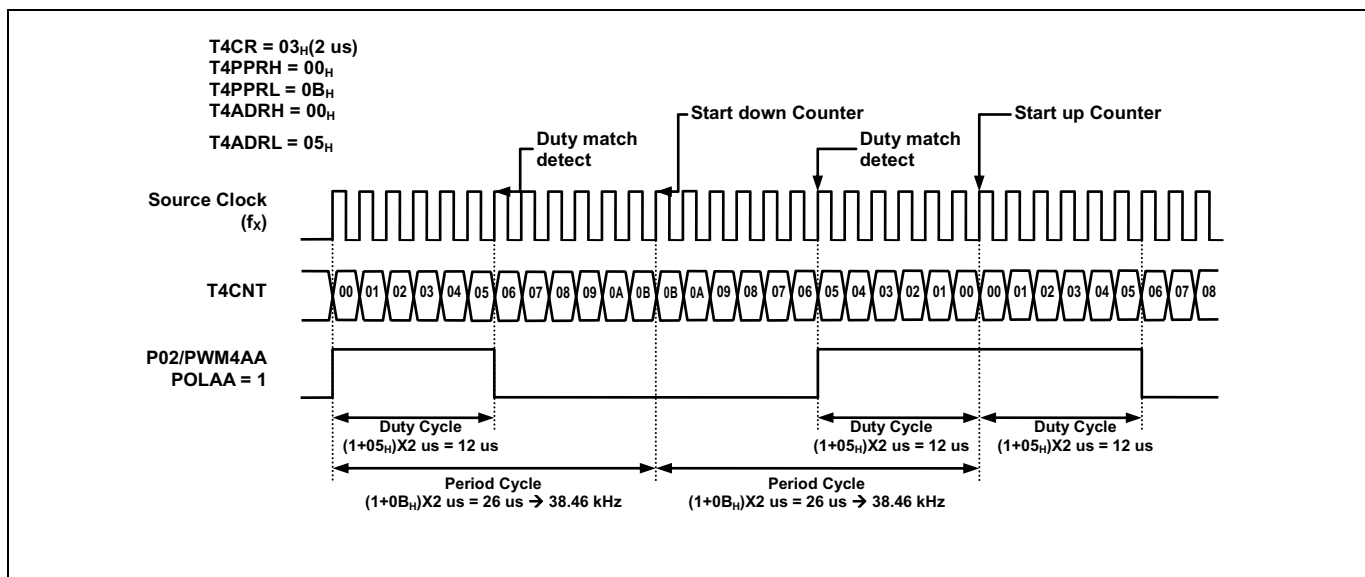 T4CR = 03H(2 us)
T4PPRH = 00H
T4PPRL = 0BH
T4ADRH = 00H
T4ADRL = 05H
Duty match
detect
Start down Counter
Duty match
detect
Start up Counter
Source Clock
(fX)
T4CNT
00 01 02 03 04 05 06 07 08 09 0A 0B 0B 0A 09 08 07 06 05 04 03 02 01 00 00 01 02 03 04 05 06 07 08
P02/PWM4AA
POLAA = 1
Duty Cycle
(1+05H)X2 us = 12 us
Duty Cycle
(1+05H)X2 us = 12 us
Duty Cycle
(1+05H)X2 us = 12 us
Period Cycle
(1+0BH)X2 us = 26 us → 38.46 kHz
Period Cycle
(1+0BH)X2 us = 26 us → 38.46 kHz